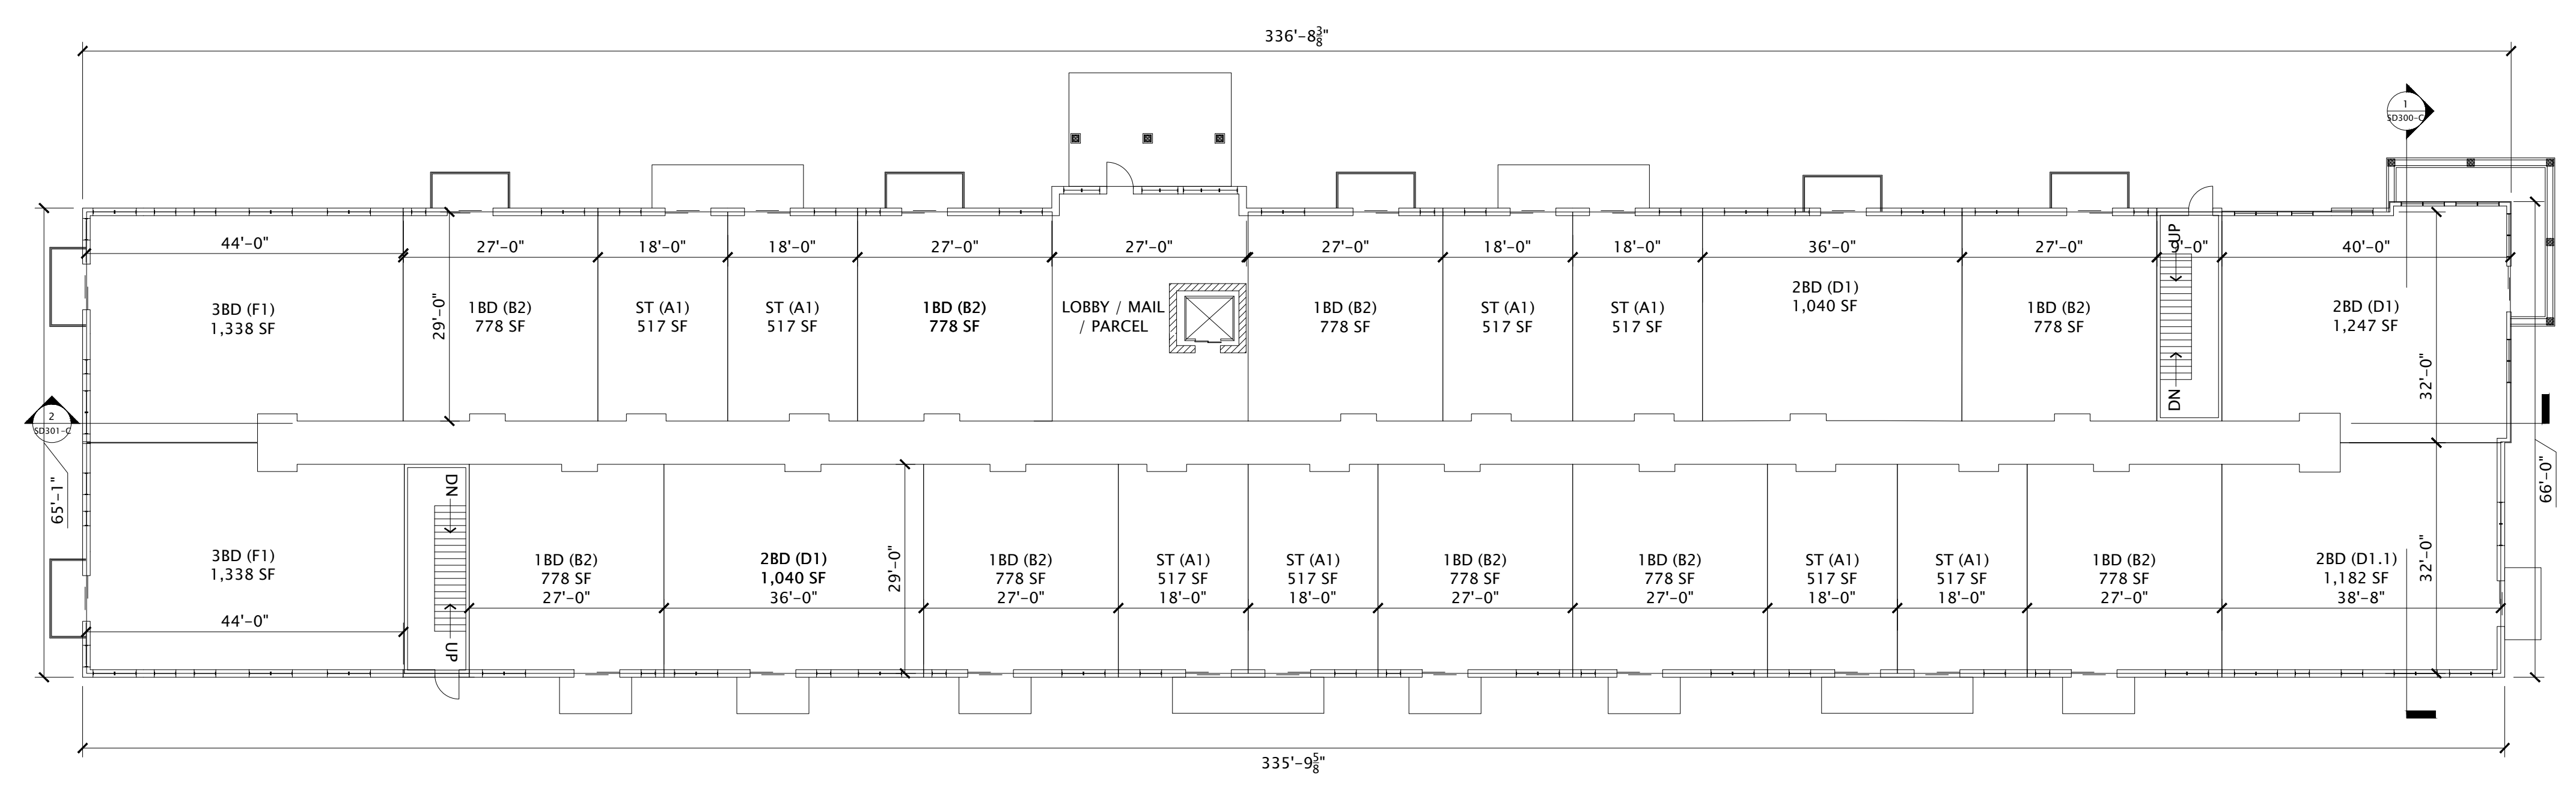 336'-8 3/8"
1
SD300-C
44'-0"
27'-0"
18'-0"
18'-0"
27'-0"
27'-0"
27'-0"
18'-0"
18'-0"
36'-0"
27'-0"
UP
9'-0"
40'-0"
3BD (F1)
1,338 SF
29'-0"
1BD (B2)
778 SF
ST (A1)
517 SF
ST (A1)
517 SF
1BD (B2)
778 SF
LOBBY / MAIL
/ PARCEL
1BD (B2)
778 SF
ST (A1)
517 SF
ST (A1)
517 SF
2BD (D1)
1,040 SF
1BD (B2)
778 SF
DN
2BD (D1)
1,247 SF
32'-0"
2
SD301-C
65'-1"
66'-0"
3BD (F1)
1,338 SF
44'-0"
DN
UP
1BD (B2)
778 SF
27'-0"
2BD (D1)
1,040 SF
36'-0"
29'-0"
1BD (B2)
778 SF
27'-0"
ST (A1)
517 SF
18'-0"
ST (A1)
517 SF
18'-0"
1BD (B2)
778 SF
27'-0"
1BD (B2)
778 SF
27'-0"
ST (A1)
517 SF
18'-0"
ST (A1)
517 SF
18'-0"
1BD (B2)
778 SF
27'-0"
2BD (D1.1)
1,182 SF
38'-8"
32'-0"
335'-9 5/8"